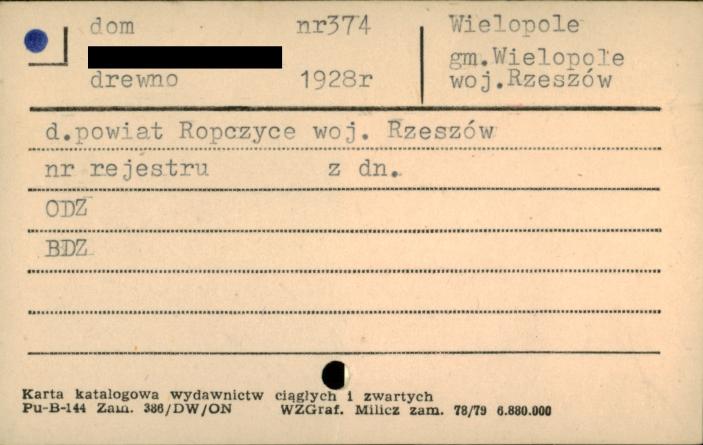 dom nr374 Wielopole
gm.Wielopole
drewno 1928r woj.Rzeszów
d.powiat Ropczyce woj. Rzeszów
nr rejestru z dn.
ODZ
BDZ
Karta katalogowa wydawnictw ciągłych i zwartych
Pu-B-144 Zam. 386/DW/ON WZGraf. Milicz zam. 78/79 6.880.000